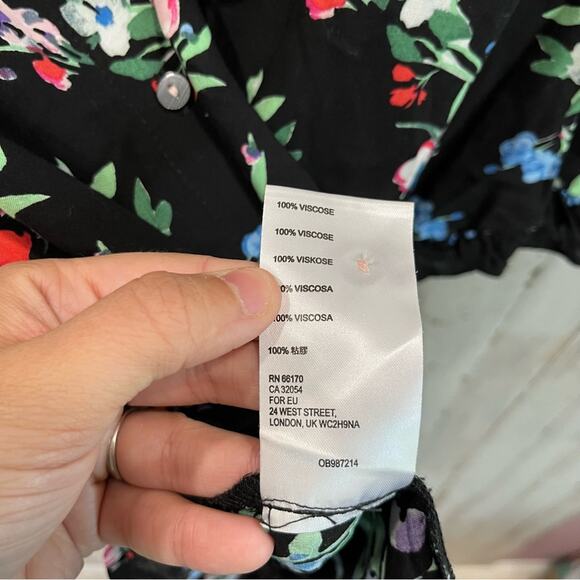 100% VISCOSE
100% VISCOSE
100% VISKOSE
0% VISCOSA
00% VISCOSA
100% 粘膠
RN 66170
CA 32054
FOR EU
24 WEST STREET,
LONDON, UK WC2H9NA
OB987214